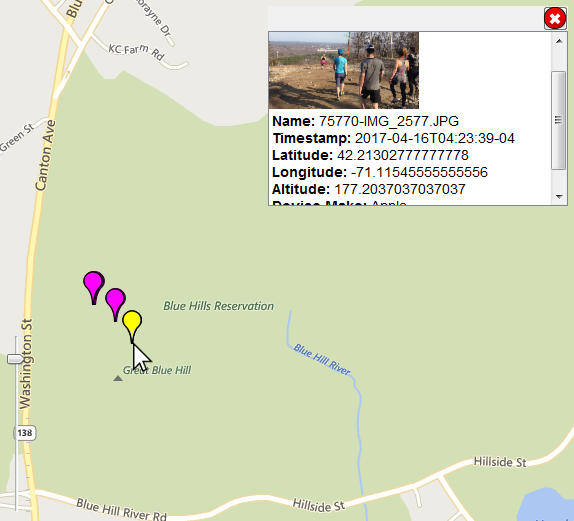 Blu
orayne Dr
KC Farm Rd
Green St
Canton Ave
Name: 75770-IMG_2577.JPG
Timestamp: 2017-04-16T04:23:39-04
Latitude: 42.21302777777778
Longitude: -71.11545555555556
Altitude: 177.2037037037037
Device Make: Apple
Blue Hills Reservation
Blue Hill River
Great Blue Hill
Washington St
138
Hillside St
Hillside St
Blue Hill River Rd